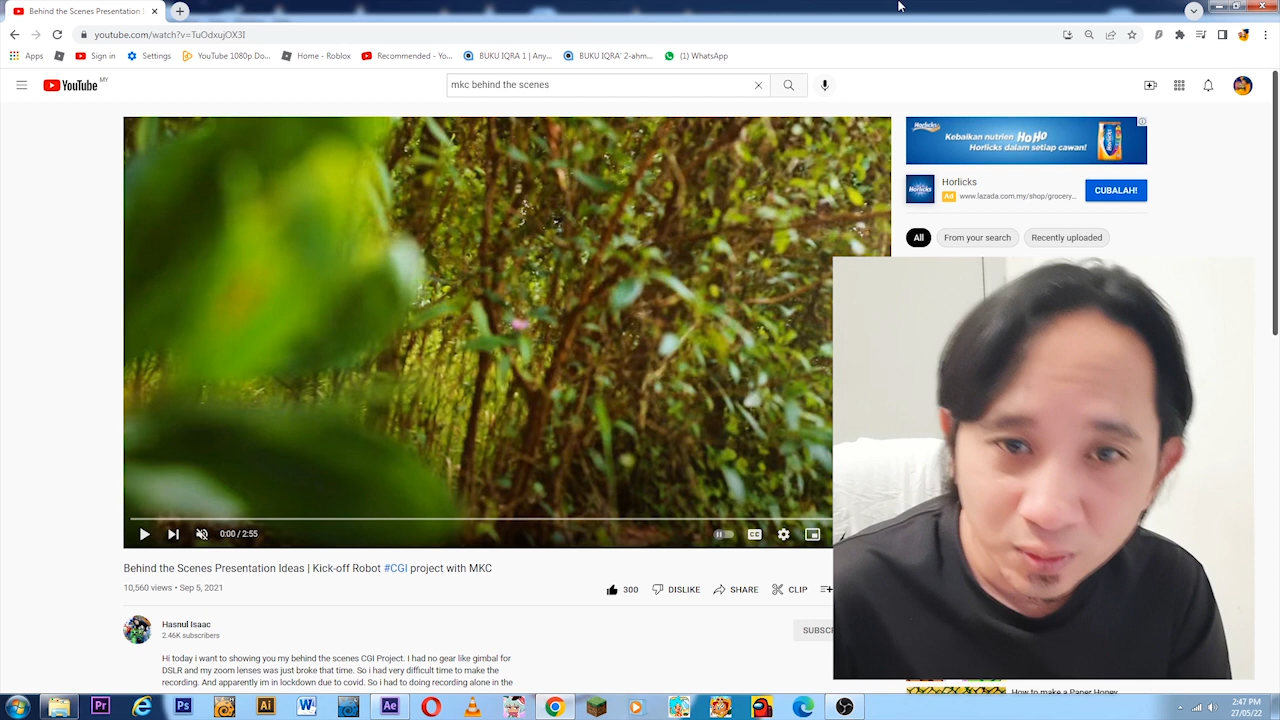 Behind the Scenes Presentation I
youtube.com/watch?v=TuOdxujOX3I
Apps
Sign in
Settings
YouTube 1080p Do...
Home - Roblox
Recommended - Yo...
BUKU IQRA 1 | Any...
BUKU IQRA' 2-ahm...
(1) WhatsApp
YouTube MY
mkc behind the scenes
Horlicks
Kebaikan nutrien HoHo
Horlicks dalam setiap cawan!
Horlicks
Horlicks
Ad www.lazada.com.my/shop/grocery...
CUBALAH!
All
From your search
Recently uploaded
0:00 / 2:55
CC
Behind the Scenes Presentation Ideas | Kick-off Robot #CGI project with MKC
10,560 views • Sep 5, 2021
300
DISLIKE
SHARE
CLIP
Hasnul Isaac
2.46K subscribers
SUBSC
Hi today i want to showing you my behind the scenes CGI Project. I had no gear like gimbal for
DSLR and my zoom lenses was just broke that time. So i had very difficult time to make the
recording. And apparently im in lockdown due to covid. So i had to doing recording alone in the
How to make a Paper Honey
Pr
Ps
Ai
W
Ae
2:47 PM
27/05/22